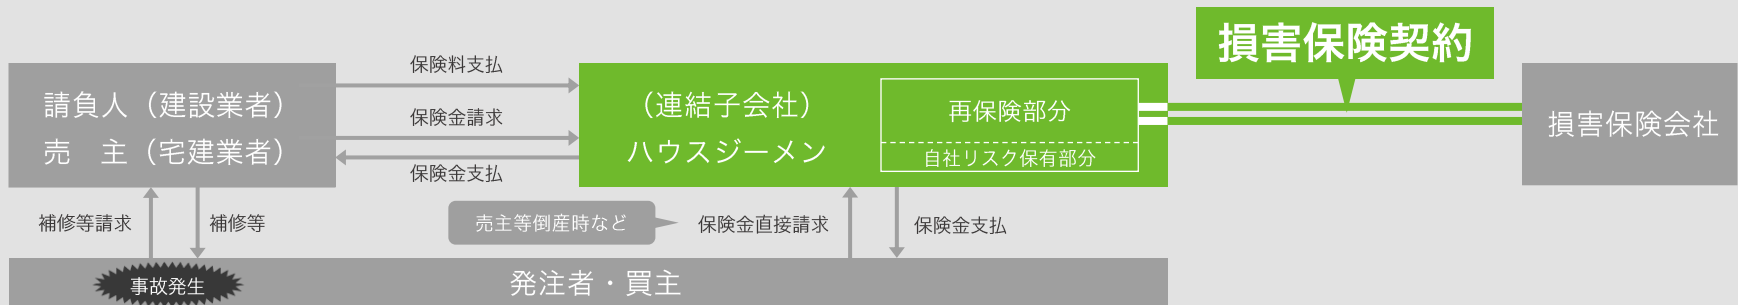 損害保険契約
保険料支払
請負人（建設業者）
売　主（宅建業者）
保険金請求
保険金支払
（連結子会社）
ハウスジーメン
再保険部分
自社リスク保有部分
損害保険会社
補修等請求
補修等
売主等倒産時など
保険金直接請求
保険金支払
事故発生
発注者・買主